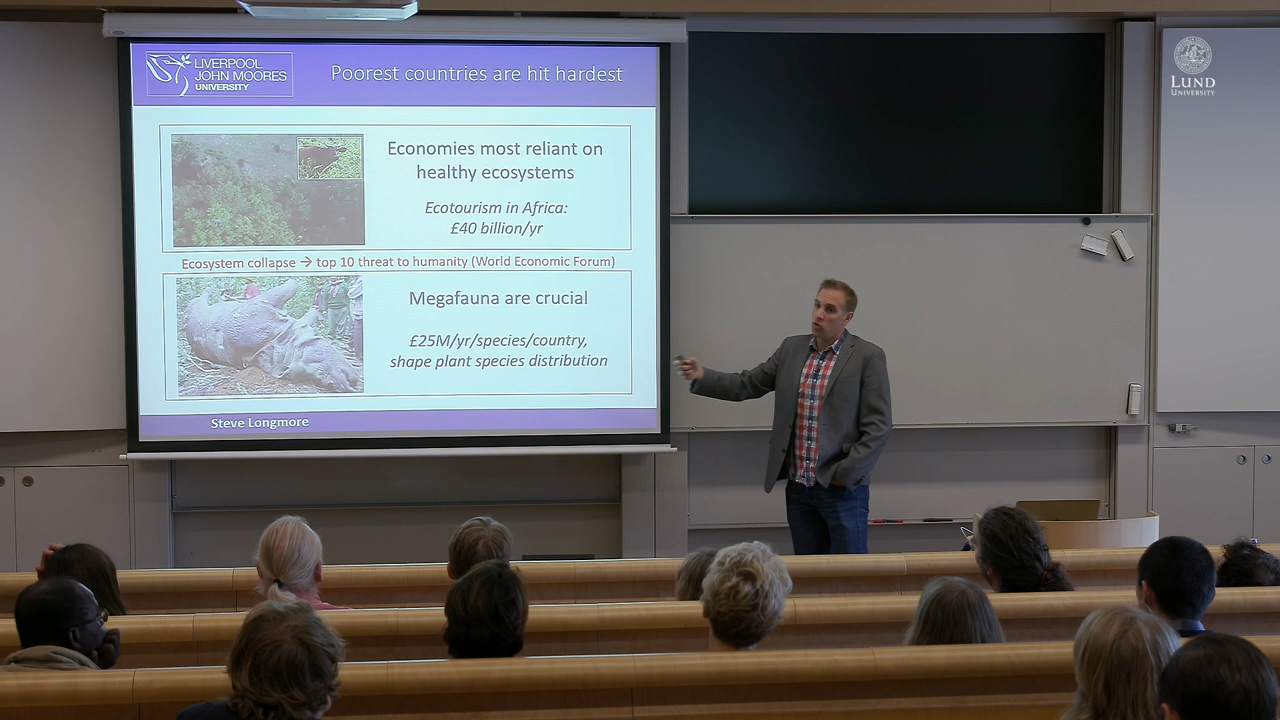 LIVERPOOL
JOHN MOORES
UNIVERSITY
Poorest countries are hit hardest
Economies most reliant on
healthy ecosystems
Ecotourism in Africa:
£40 billion/yr
Ecosystem collapse → top 10 threat to humanity (World Economic Forum)
Megafauna are crucial
£25M/yr/species/country,
shape plant species distribution
Steve Longmore
LUND
UNIVERSITY